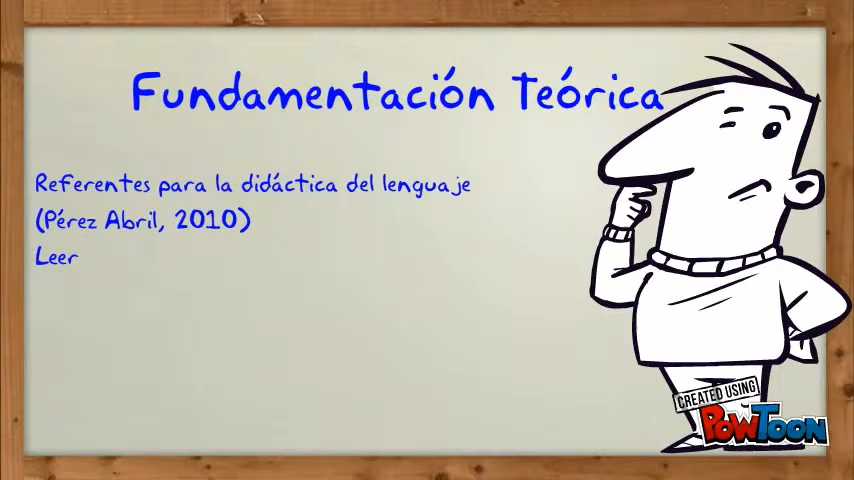 Fundamentación Teórica
Referentes para la didáctica del lenguaje
(Pérez Abril, 2010)
Leer
CREATED USING
POWTOON